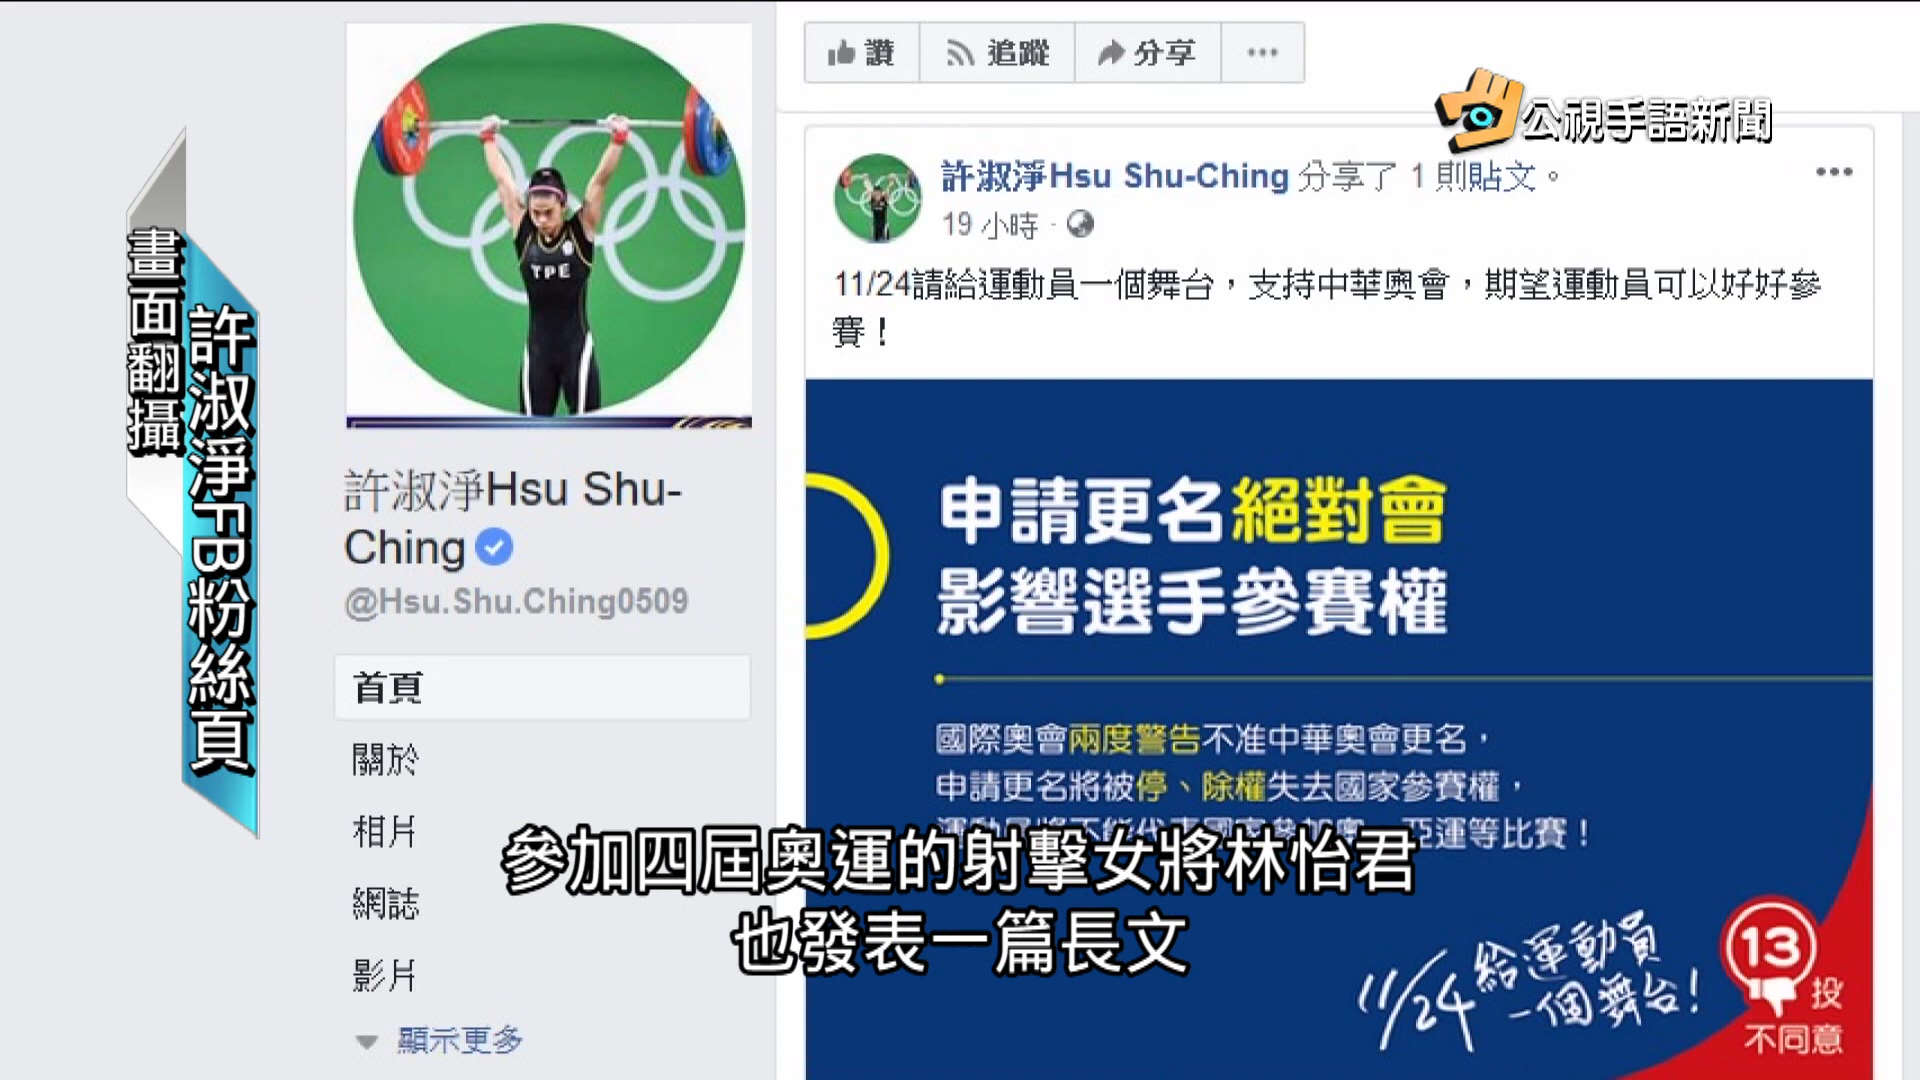 讚
追蹤
分享
公視手語新聞
許淑淨Hsu Shu-Ching 分享了 1 則貼文。
19 小時
11/24請給運動員一個舞台，支持中華奧會，期望運動員可以好好參
賽！
畫面翻攝
許淑淨FB粉絲頁
TPE
許淑淨Hsu Shu-
Ching
@Hsu.Shu.Ching0509
首頁
關於
相片
網誌
影片
顯示更多
申請更名絕對會
影響選手參賽權
國際奧會兩度警告不准中華奧會更名，
申請更名將被停、除權失去國家參賽權，
亞運等比賽！
11/24 給運動員
一個舞台！
13
投
不同意
參加四屆奧運的射擊女將林怡君
也發表一篇長文